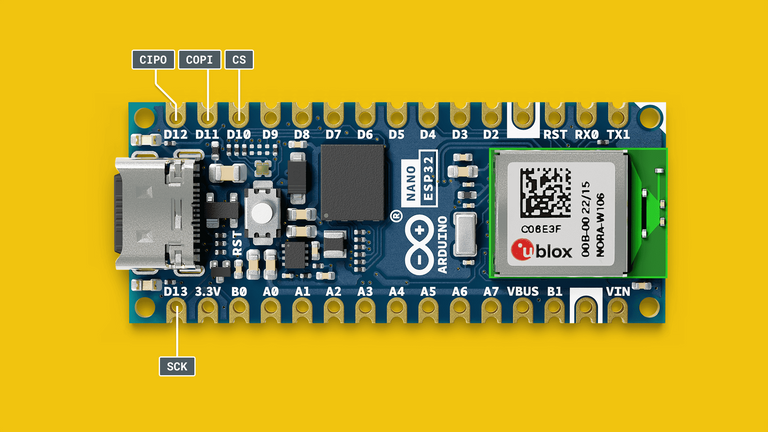 CIPO COPI CS
D12 D11 D10 D9 D8 D7 D6 D5 D4 D3 D2 RST RX0 TX1
NANO
ESP32
® ARDUINO
RST
C06E3F
ublox
00B-00 22/15
NORA-W106
D13 3.3V B0 A0 A1 A2 A3 A4 A5 A6 A7 VBUS B1 VIN
SCK